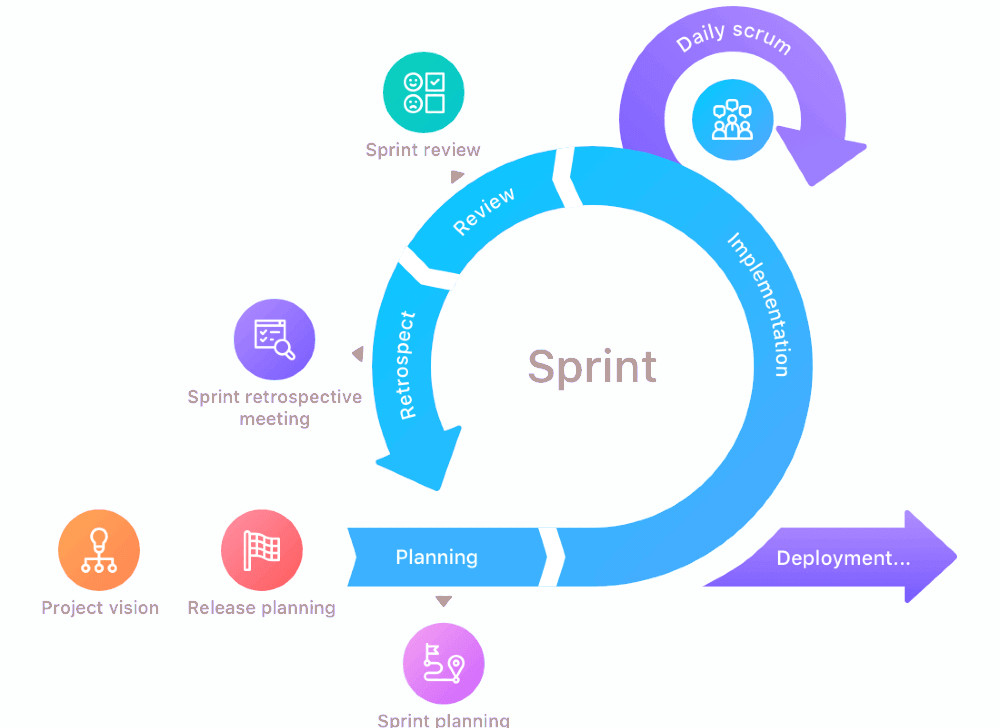 Daily scrum
Sprint review
Review
Implementation
Retrospect
Sprint
Sprint retrospective
meeting
Planning
Deployment...
Project vision
Release planning
Sprint planning